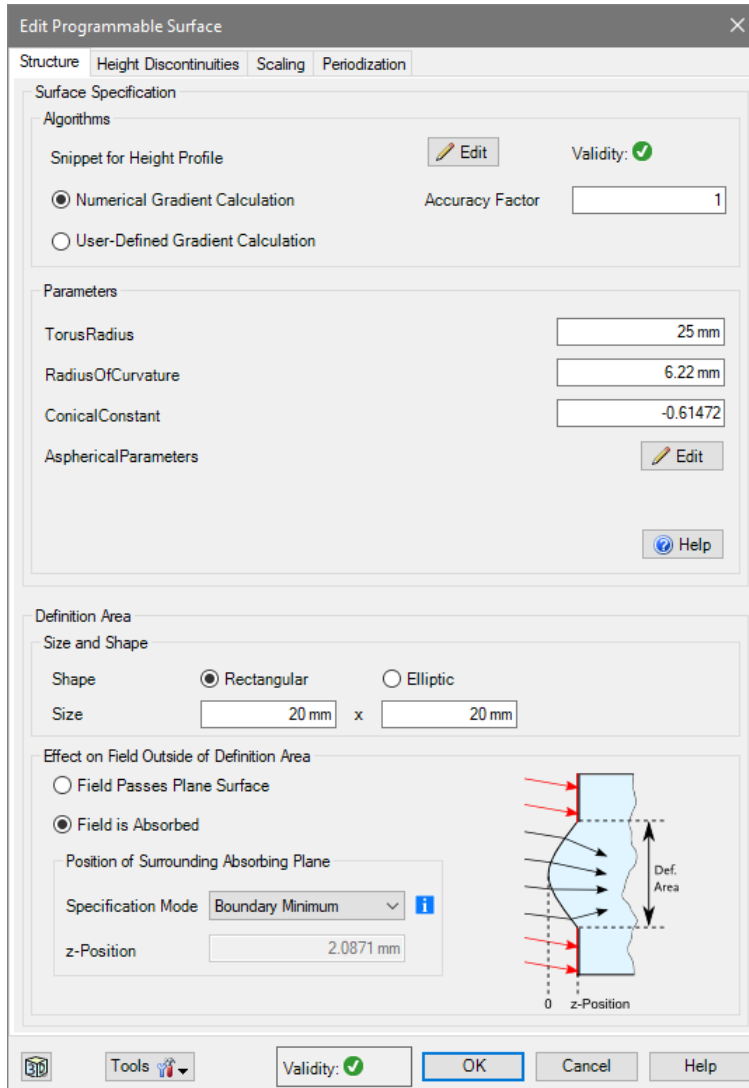 Edit Programmable Surface
Structure Height Discontinuities Scaling Periodization
Surface Specification
Algorithms
Snippet for Height Profile Edit Validity:
Numerical Gradient Calculation Accuracy Factor 1
User-Defined Gradient Calculation
Parameters
TorusRadius 25 mm
RadiusOfCurvature 6.22 mm
ConicalConstant -0.61472
AsphericalParameters Edit
Help
Definition Area
Size and Shape
Shape Rectangular Elliptic
Size 20 mm x 20 mm
Effect on Field Outside of Definition Area
Field Passes Plane Surface
Field is Absorbed
Position of Surrounding Absorbing Plane
Specification Mode Boundary Minimum i
z-Position 2.0871 mm
Def.
Area
0 z-Position
3D Tools Validity: OK Cancel Help